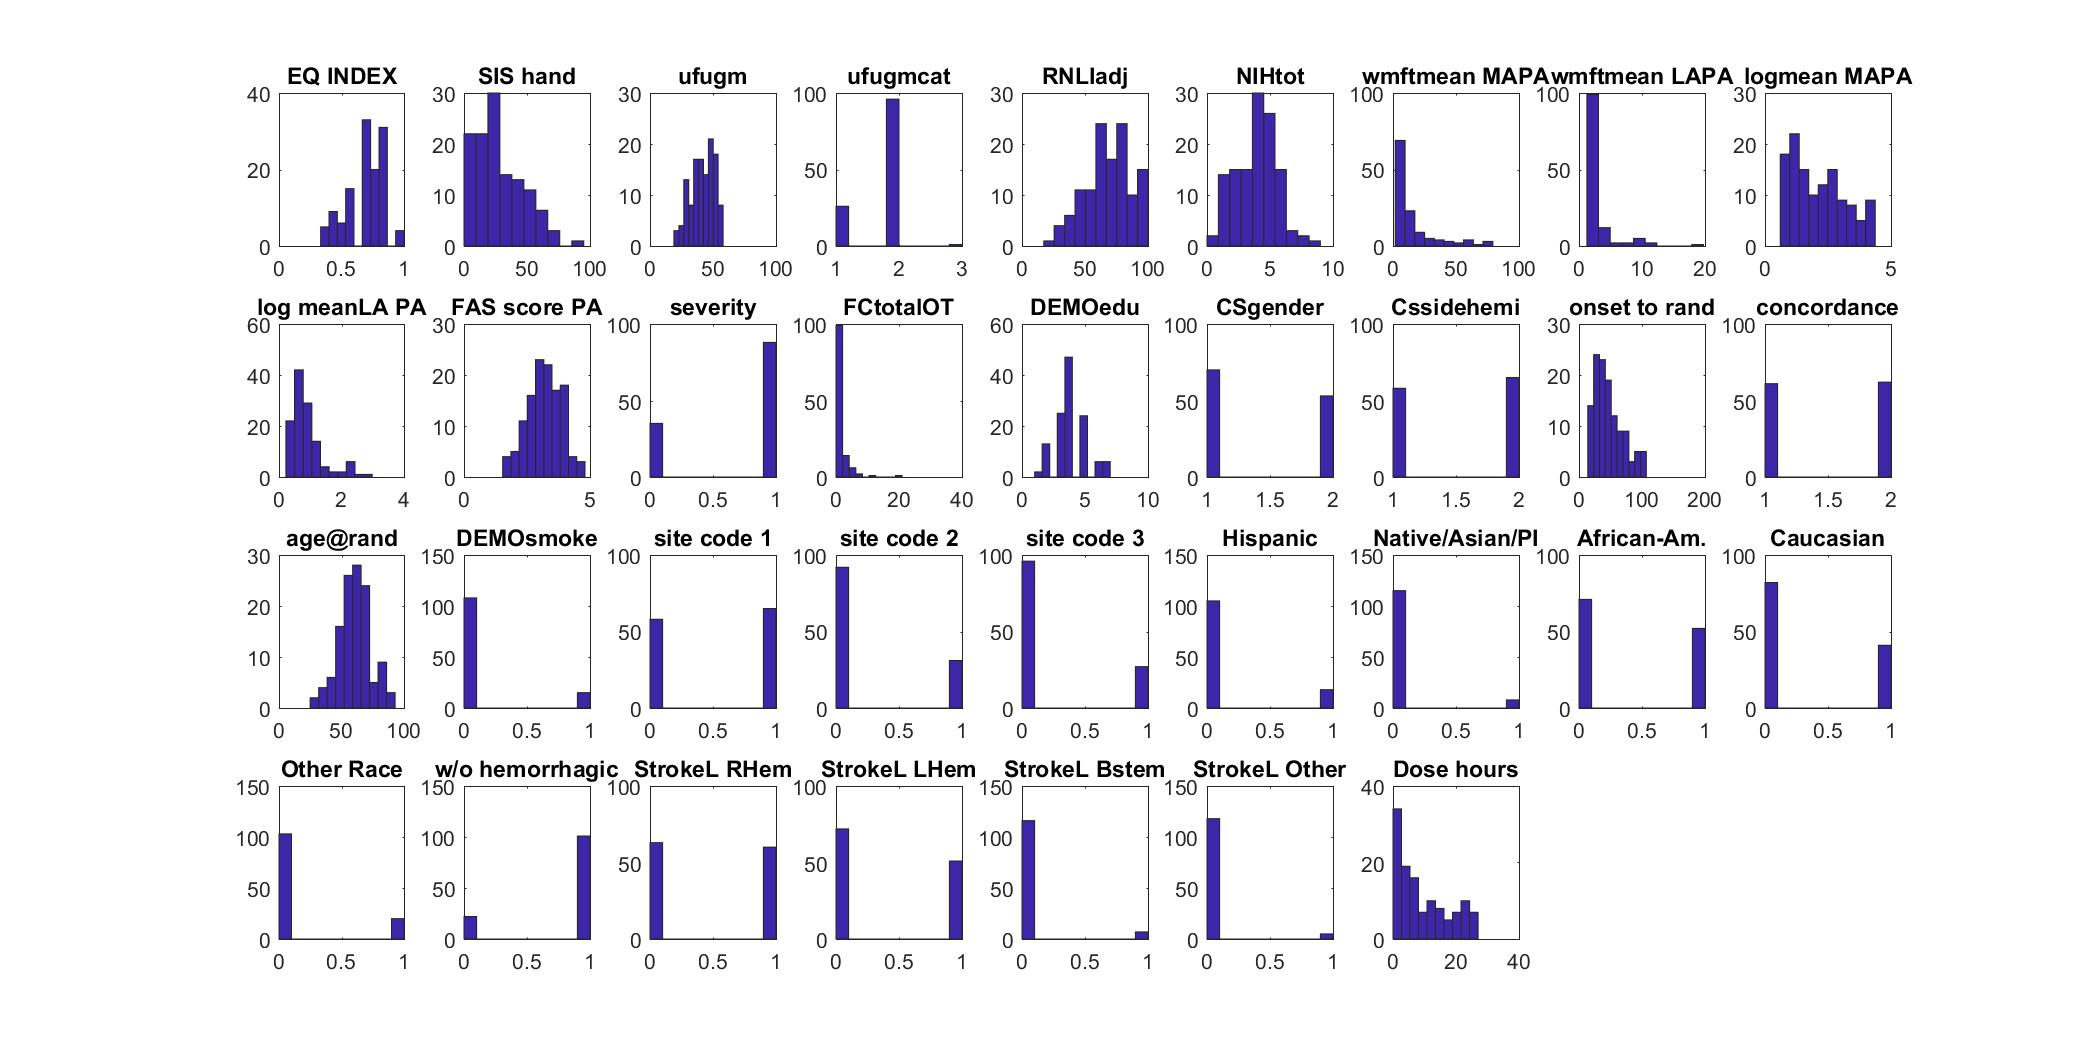 EQ INDEX SIS hand ufugm ufugmcat RNLIadj NIHtot wmftmean MAPA wmftmean LAPA logmean MAPA
40 30 30 100 30 30 100 100 30
20 20 20 50 20 20 50 50 20
10 10 10 10 10
0 0 0 0 0 0 0 0 0
0 0.5 1 0 50 100 0 50 100 1 2 3 0 50 100 0 5 10 0 50 100 0 10 20 0 5
log meanLA PA FAS score PA severity FCtotalOT DEMOedu CSgender Cssidehemi onset to rand concordance
60 30 100 100 60 100 100 30 100
40 20 50 50 40 50 50 20 50
20 10 20 10
0 0 0 0 0 0 0 0 0
0 2 4 0 5 0 0.5 1 0 20 40 0 5 10 1 1.5 2 1 1.5 2 0 100 200 1 1.5 2
age@rand DEMOsmoke site code 1 site code 2 site code 3 Hispanic Native/Asian/PI African-Am. Caucasian
30 150 100 100 100 150 150 100 100
20 100 50 50 50 100 100 50 50
10 50 50 50
0 0 0 0 0 0 0 0 0
0 50 100 0 0.5 1 0 0.5 1 0 0.5 1 0 0.5 1 0 0.5 1 0 0.5 1 0 0.5 1 0 0.5 1
Other Race w/o hemorrhagic StrokeL RHem StrokeL LHem StrokeL Bstem StrokeL Other Dose hours
150 150 100 100 150 150 40
100 100 50 50 100 100 20
50 50 50 50
0 0 0 0 0 0 0
0 0.5 1 0 0.5 1 0 0.5 1 0 0.5 1 0 0.5 1 0 0.5 1 0 20 40